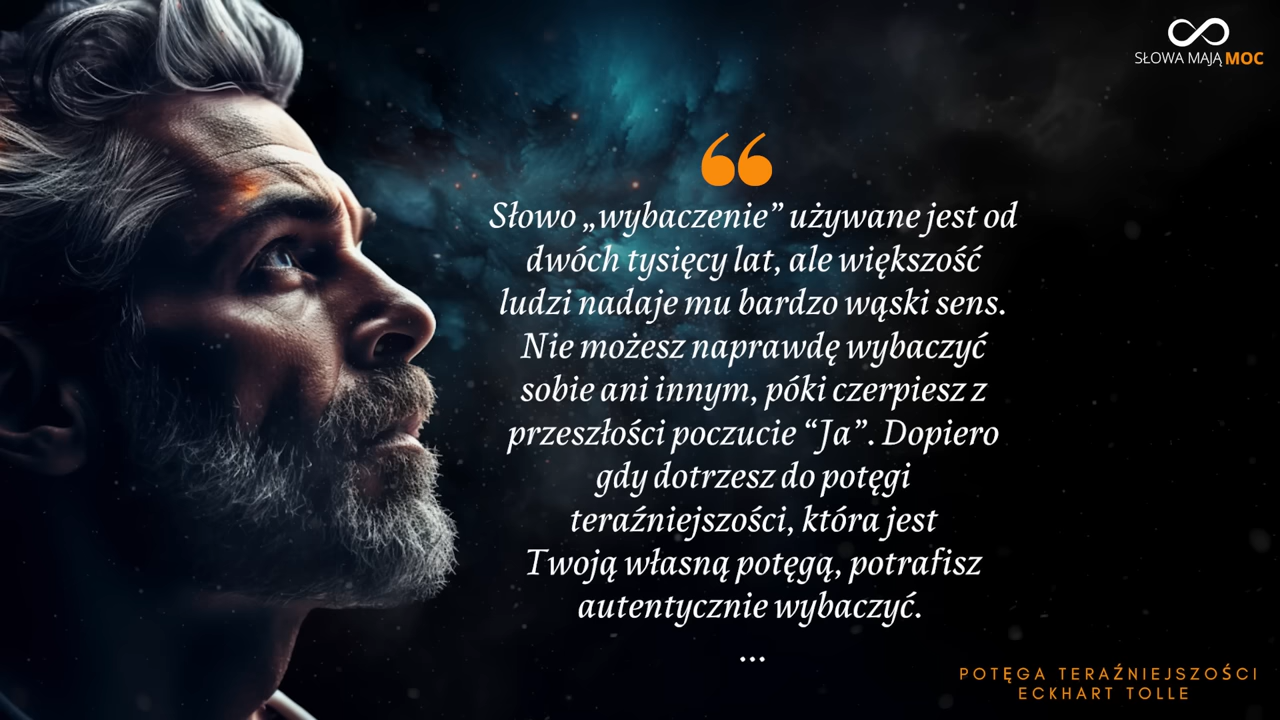 SŁOWA MAJĄ MOC
Słowo „wybaczenie” używane jest od
dwóch tysięcy lat, ale większość
ludzi nadaje mu bardzo wąski sens.
Nie możesz naprawdę wybaczyć
sobie ani innym, póki czerpiesz z
przeszłości poczucie “Ja”. Dopiero
gdy dotrzesz do potęgi
teraźniejszości, która jest
Twoją własną potęgą, potrafisz
autentycznie wybaczyć.
...
POTĘGA TERAŹNIEJSZOŚCI
ECKHART TOLLE